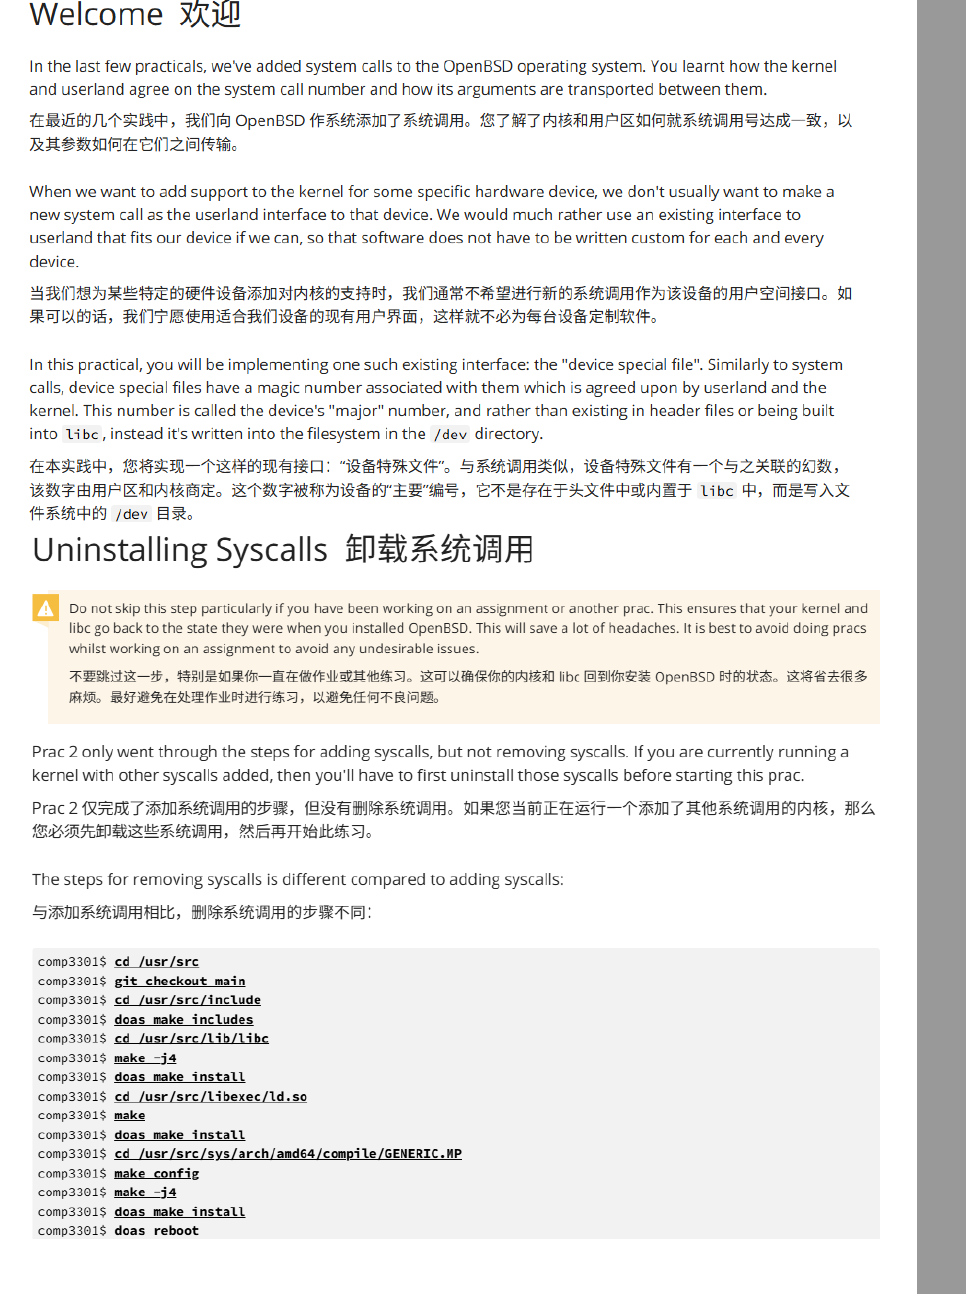 Welcome 欢迎
In the last few practicals, we've added system calls to the OpenBSD operating system. You learnt how the kernel
and userland agree on the system call number and how its arguments are transported between them.
在最近的几个实践中，我们向 OpenBSD 作系统添加了系统调用。您了解了内核和用户区如何就系统调用号达成一致，以
及其参数如何在它们之间传输。
When we want to add support to the kernel for some specific hardware device, we don't usually want to make a
new system call as the userland interface to that device. We would much rather use an existing interface to
userland that fits our device if we can, so that software does not have to be written custom for each and every
device.
当我们想为某些特定的硬件设备添加对内核的支持时，我们通常不希望进行新的系统调用作为该设备的用户空间接口。如
果可以的话，我们宁愿使用适合我们设备的现有用户界面，这样就不必为每台设备定制软件。
In this practical, you will be implementing one such existing interface: the "device special file". Similarly to system
calls, device special files have a magic number associated with them which is agreed upon by userland and the
kernel. This number is called the device's "major" number, and rather than existing in header files or being built
into libc, instead it's written into the filesystem in the /dev directory.
在本实践中，您将实现一个这样的现有接口：“设备特殊文件”。与系统调用类似，设备特殊文件有一个与之关联的幻数，
该数字由用户区和内核商定。这个数字被称为设备的“主要”编号，它不是存在于头文件中或内置于 libc 中，而是写入文
件系统中的 /dev 目录。
Uninstalling Syscalls 卸载系统调用
Do not skip this step particularly if you have been working on an assignment or another prac. This ensures that your kernel and
libc go back to the state they were when you installed OpenBSD. This will save a lot of headaches. It is best to avoid doing pracs
whilst working on an assignment to avoid any undesirable issues.
不要跳过这一步，特别是如果你一直在做作业或其他练习。这可以确保你的内核和 libc 回到你安装 OpenBSD 时的状态。这将省去很多
麻烦。最好避免在处理作业时进行练习，以避免任何不良问题。
Prac 2 only went through the steps for adding syscalls, but not removing syscalls. If you are currently running a
kernel with other syscalls added, then you'll have to first uninstall those syscalls before starting this prac.
Prac 2 仅完成了添加系统调用的步骤，但没有删除系统调用。如果您当前正在运行一个添加了其他系统调用的内核，那么
您必须先卸载这些系统调用，然后再开始此练习。
The steps for removing syscalls is different compared to adding syscalls:
与添加系统调用相比，删除系统调用的步骤不同：
comp3301$ cd /usr/src
comp3301$ git checkout main
comp3301$ cd /usr/src/include
comp3301$ doas make includes
comp3301$ cd /usr/src/lib/libc
comp3301$ make -j4
comp3301$ doas make install
comp3301$ cd /usr/src/libexec/ld.so
comp3301$ make
comp3301$ doas make install
comp3301$ cd /usr/src/sys/arch/amd64/compile/GENERIC.MP
comp3301$ make config
comp3301$ make -j4
comp3301$ doas make install
comp3301$ doas reboot